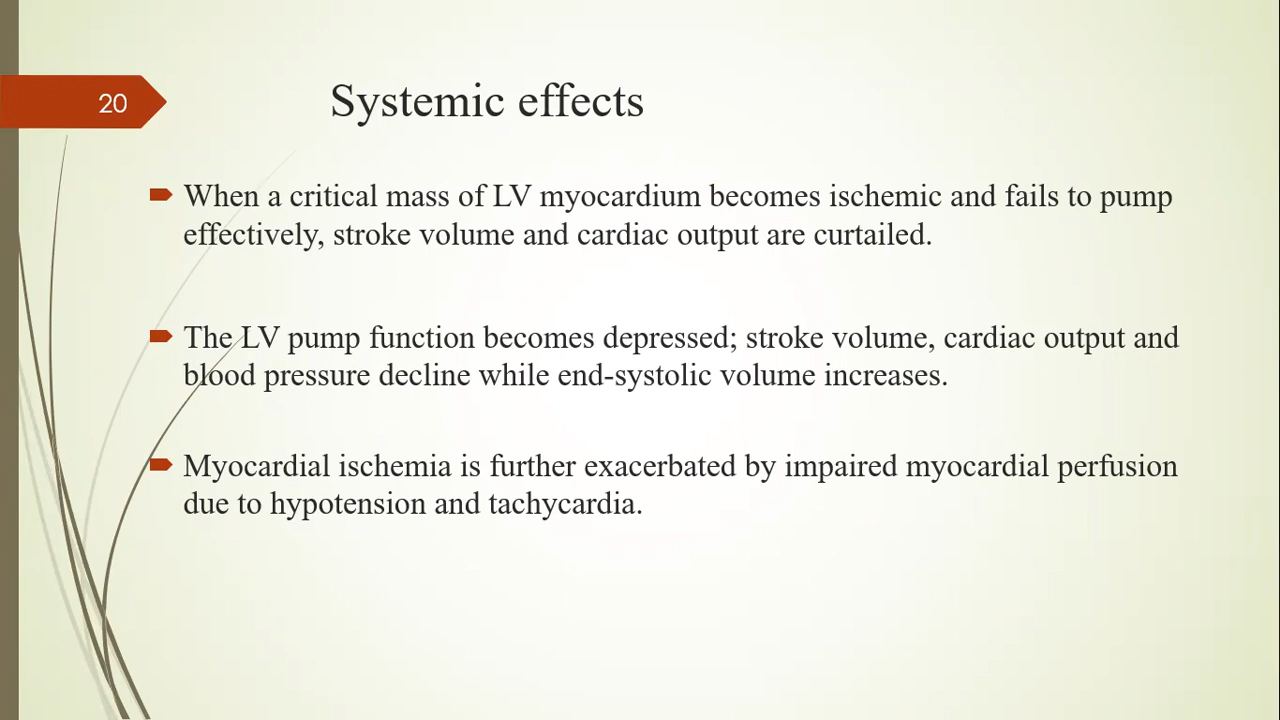 20
Systemic effects
When a critical mass of LV myocardium becomes ischemic and fails to pump
effectively, stroke volume and cardiac output are curtailed.
The LV pump function becomes depressed; stroke volume, cardiac output and
blood pressure decline while end-systolic volume increases.
Myocardial ischemia is further exacerbated by impaired myocardial perfusion
due to hypotension and tachycardia.